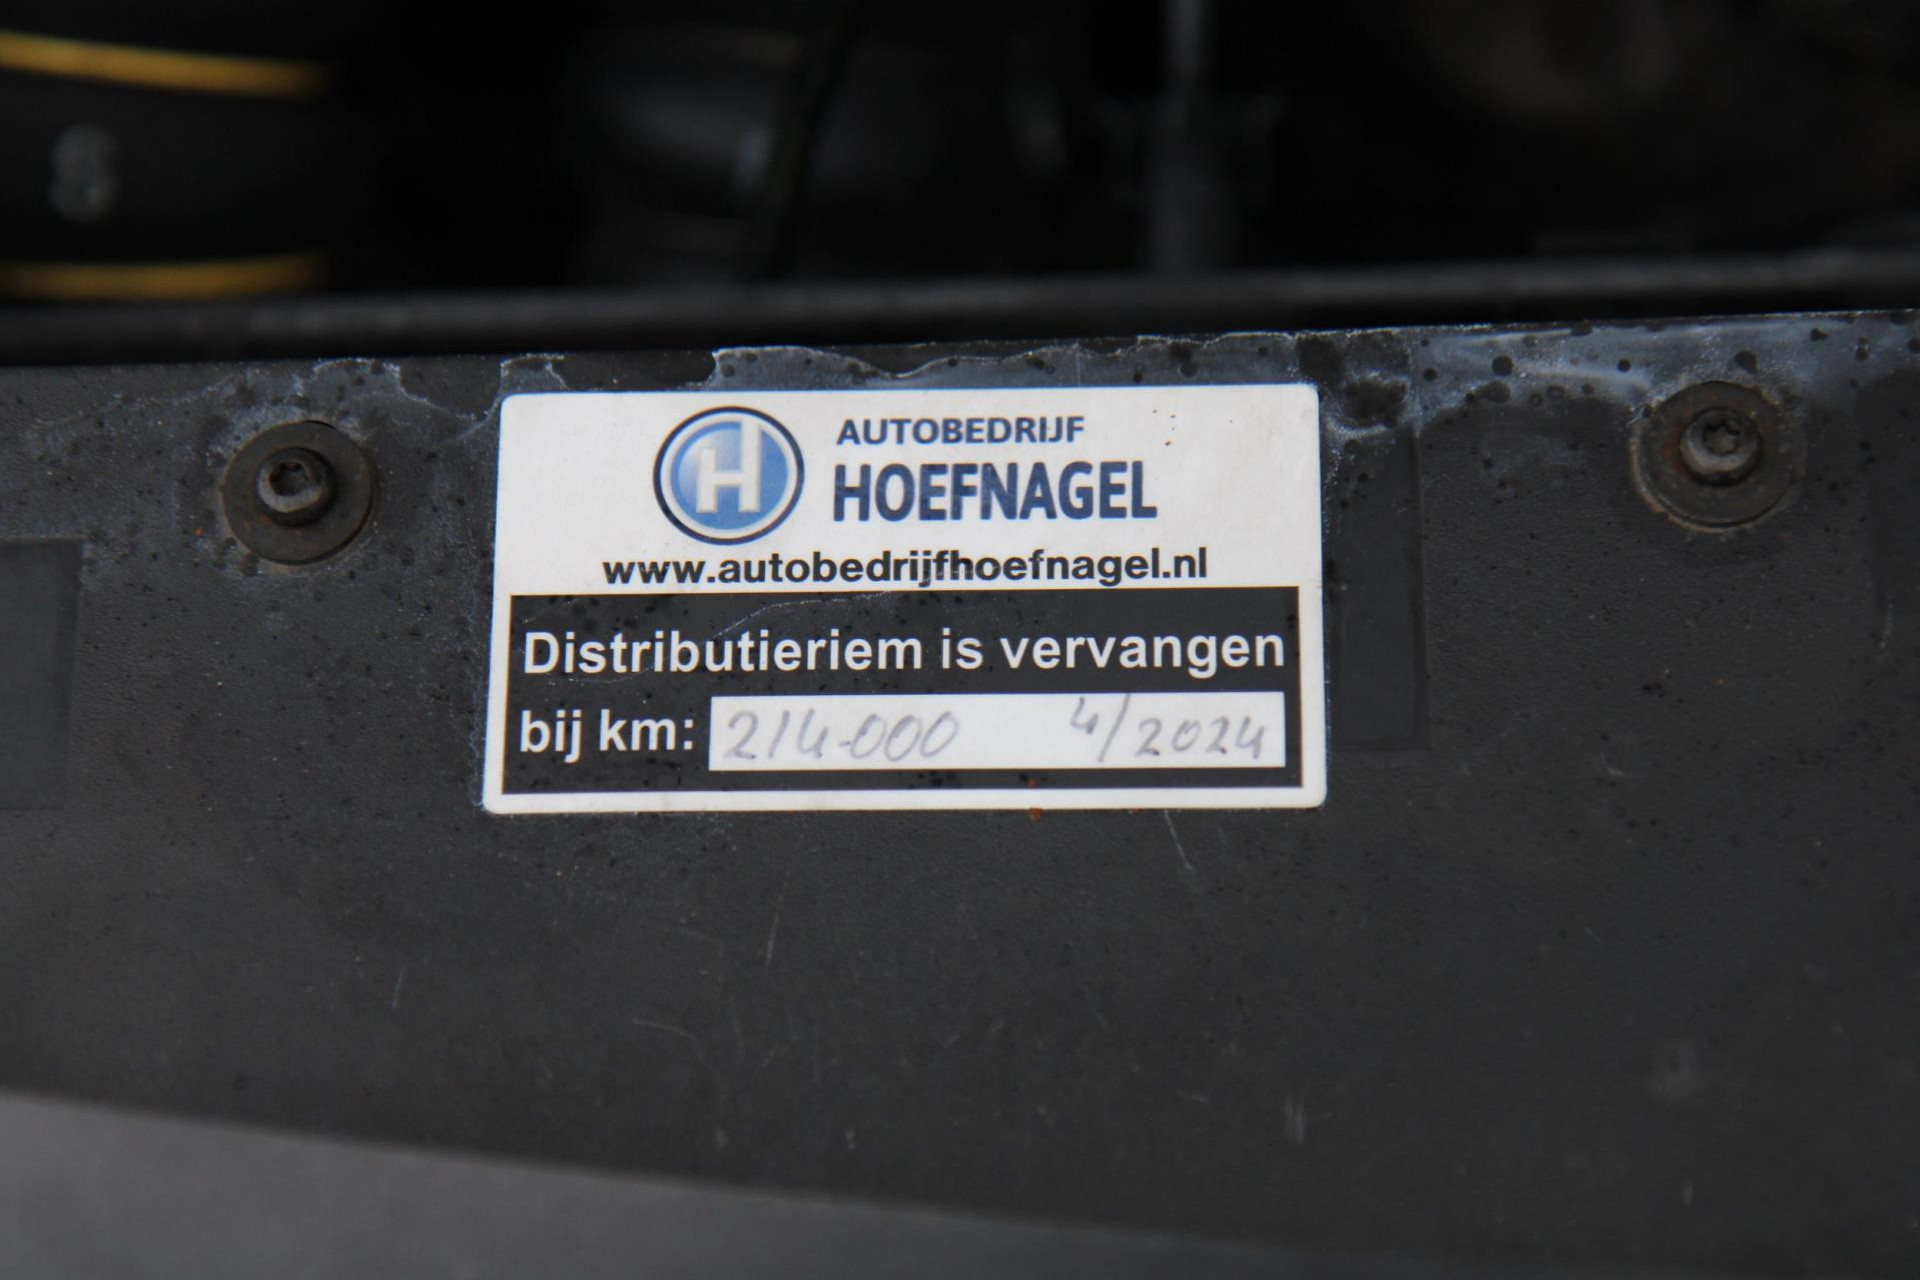 H
AUTOBEDRIJF
HOEFNAGEL
www.autobedrijfhoefnagel.nl
Distributieriem is vervangen
bij km: 214.000 4/2024